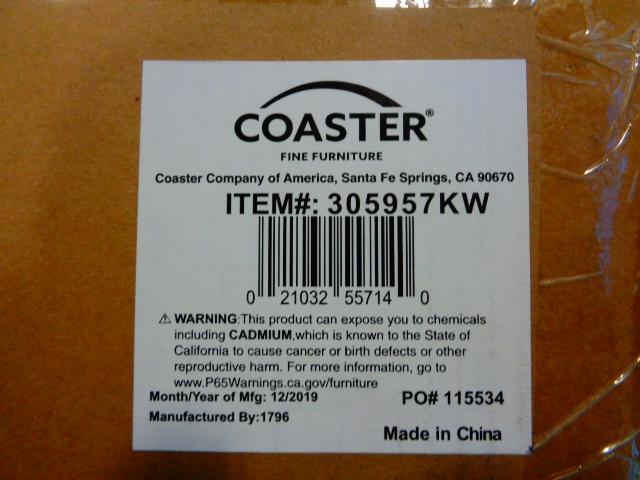 COASTER®
FINE FURNITURE
Coaster Company of America, Santa Fe Springs, CA 90670
ITEM#: 305957KW
0 21032 55714 0
⚠ WARNING:This product can expose you to chemicals
including CADMIUM,which is known to the State of
California to cause cancer or birth defects or other
reproductive harm. For more information, go to
www.P65Warnings.ca.gov/furniture
Month/Year of Mfg: 12/2019 PO# 115534
Manufactured By:1796
Made in China